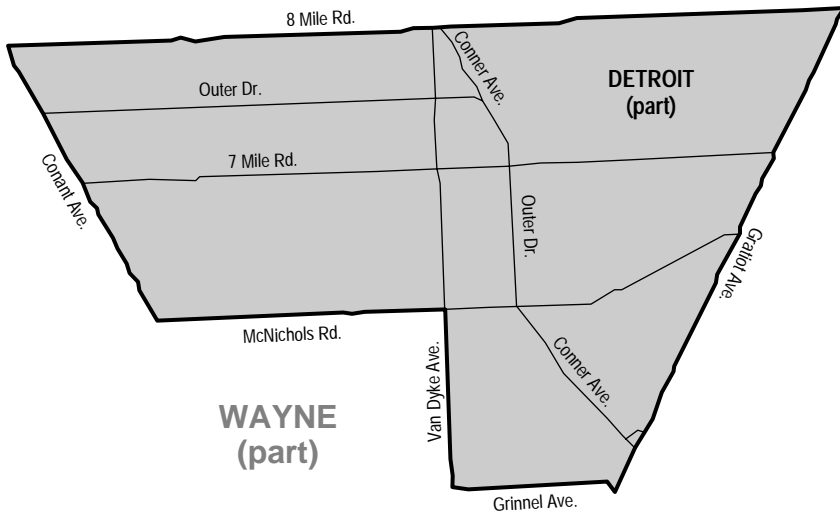 8 Mile Rd.
Conner Ave.
DETROIT
(part)
Outer Dr.
7 Mile Rd.
Conant Ave.
Outer Dr.
Gratiot Ave.
McNichols Rd.
Van Dyke Ave.
Conner Ave.
WAYNE
(part)
Grinnel Ave.